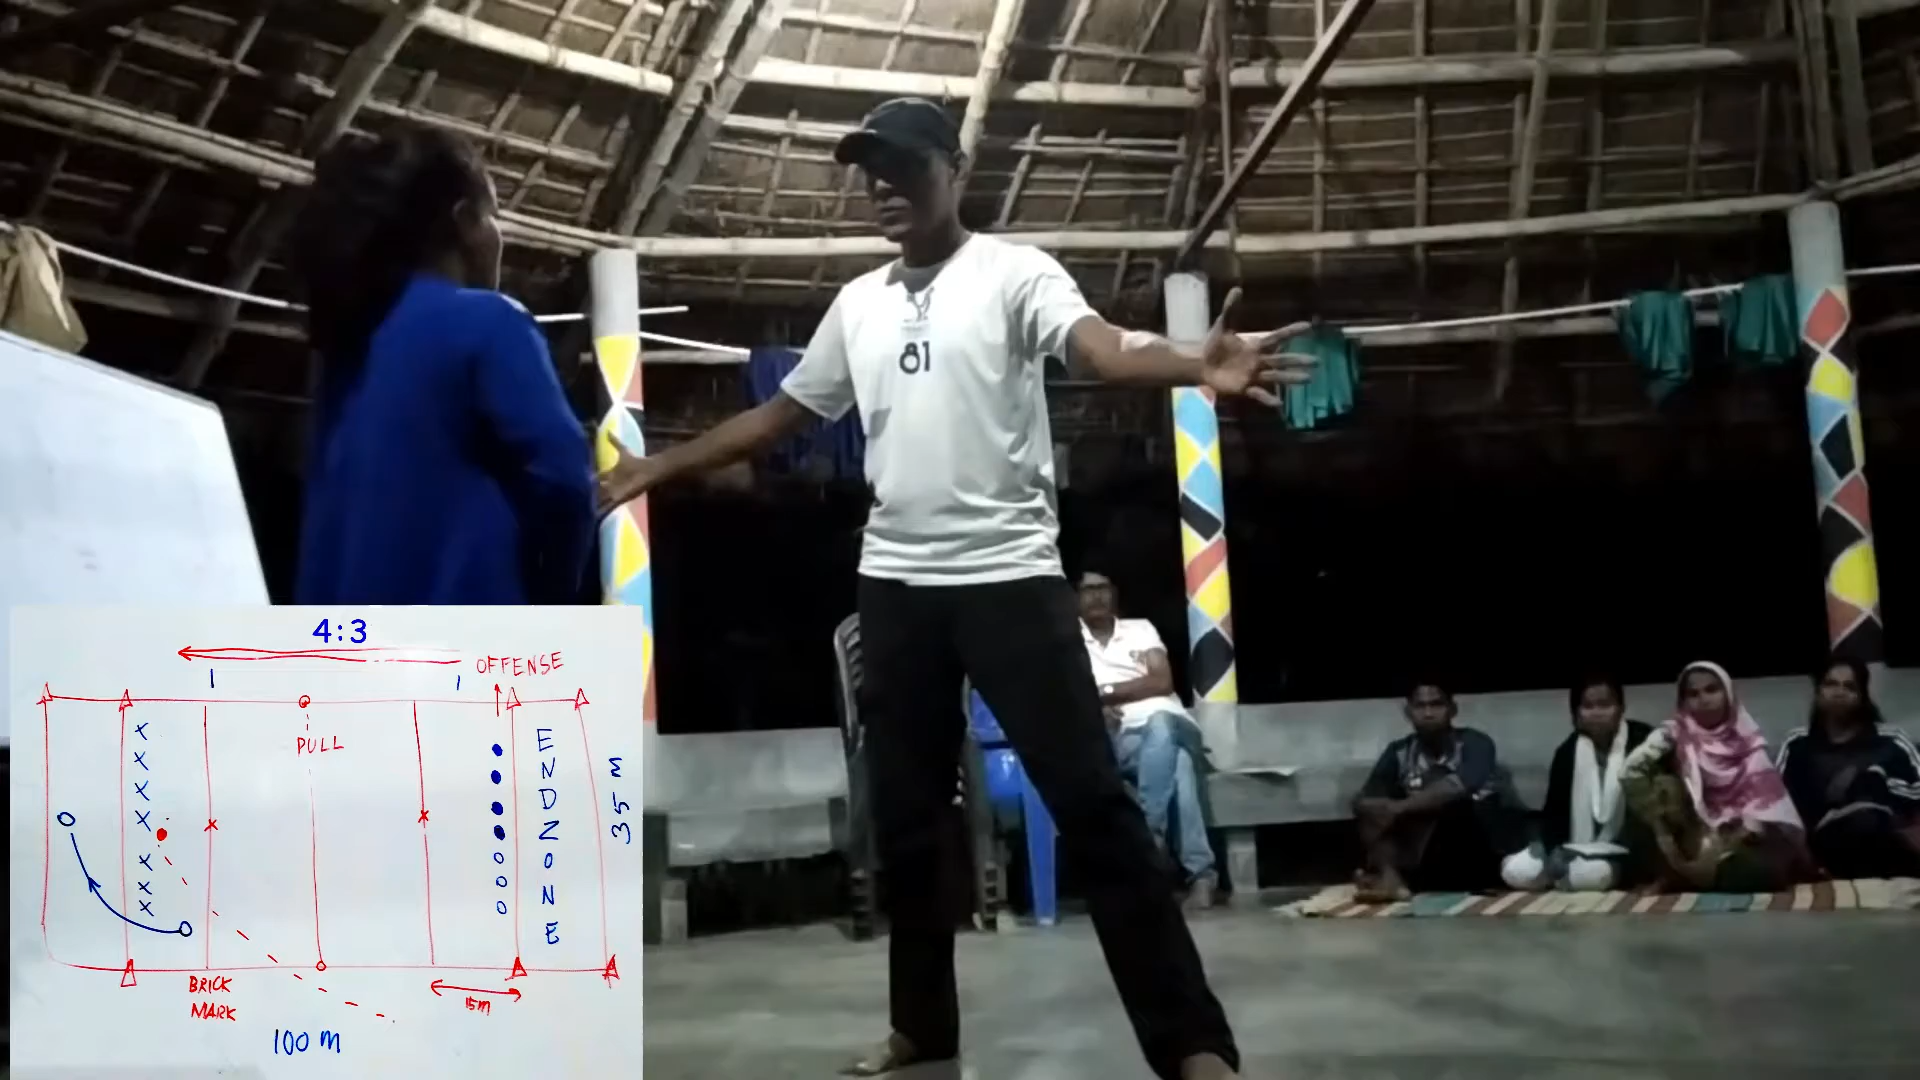 81
4:3
OFFENSE
PULL
ENDZONE
35 M
BRICK
MARK
15m
100 m